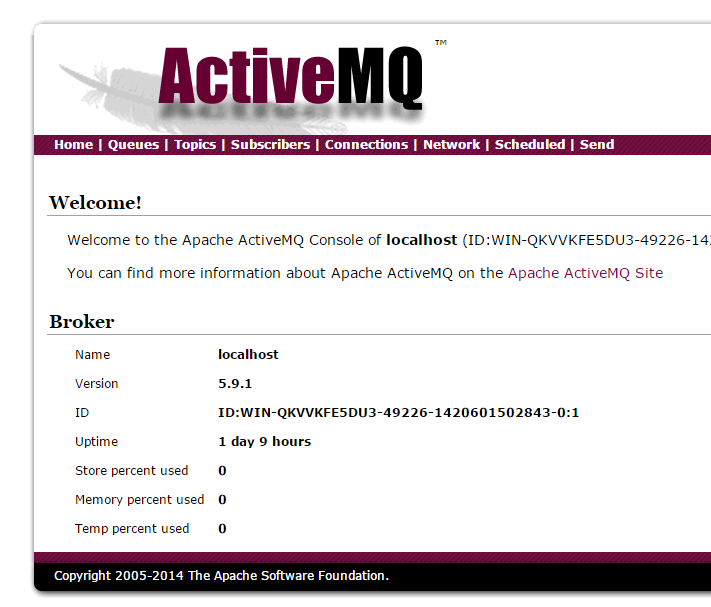 ActiveMQ ™
Home | Queues | Topics | Subscribers | Connections | Network | Scheduled | Send
Welcome!
Welcome to the Apache ActiveMQ Console of localhost (ID:WIN-QKVVKFE5DU3-49226-142
You can find more information about Apache ActiveMQ on the Apache ActiveMQ Site
Broker
Name localhost
Version 5.9.1
ID ID:WIN-QKVVKFE5DU3-49226-1420601502843-0:1
Uptime 1 day 9 hours
Store percent used 0
Memory percent used 0
Temp percent used 0
Copyright 2005-2014 The Apache Software Foundation.